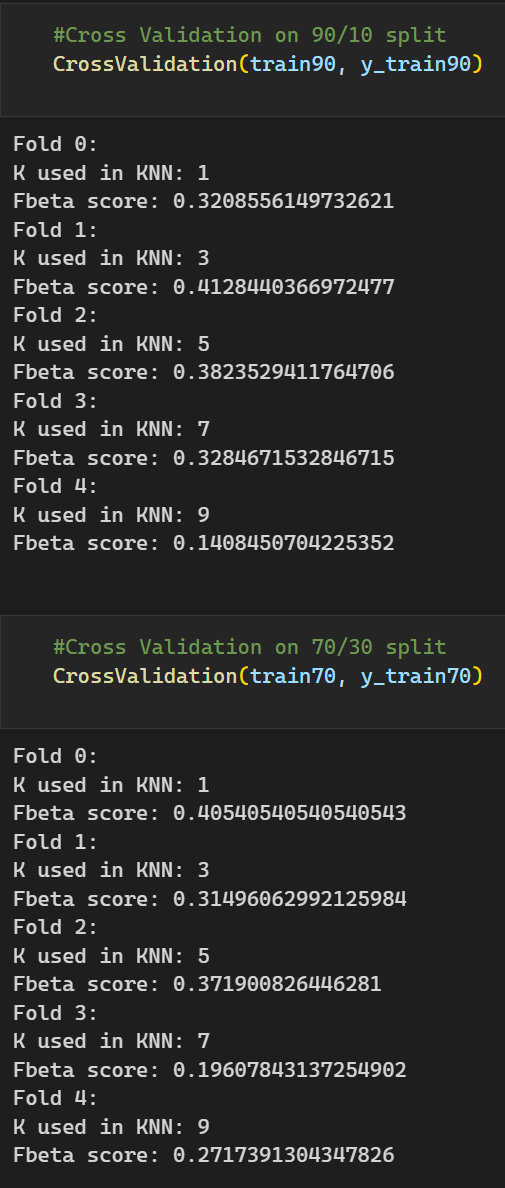 #Cross Validation on 90/10 split
CrossValidation(train90, y_train90)
Fold 0:
K used in KNN: 1
Fbeta score: 0.3208556149732621
Fold 1:
K used in KNN: 3
Fbeta score: 0.4128440366972477
Fold 2:
K used in KNN: 5
Fbeta score: 0.3823529411764706
Fold 3:
K used in KNN: 7
Fbeta score: 0.3284671532846715
Fold 4:
K used in KNN: 9
Fbeta score: 0.1408450704225352
#Cross Validation on 70/30 split
CrossValidation(train70, y_train70)
Fold 0:
K used in KNN: 1
Fbeta score: 0.40540540540540543
Fold 1:
K used in KNN: 3
Fbeta score: 0.31496062992125984
Fold 2:
K used in KNN: 5
Fbeta score: 0.371900826446281
Fold 3:
K used in KNN: 7
Fbeta score: 0.19607843137254902
Fold 4:
K used in KNN: 9
Fbeta score: 0.2717391304347826